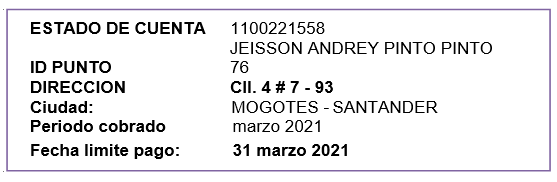 ESTADO DE CUENTA 1100221558
JEISSON ANDREY PINTO PINTO
ID PUNTO 76
DIRECCION Cll. 4 # 7 - 93
Ciudad: MOGOTES - SANTANDER
Periodo cobrado marzo 2021
Fecha limite pago: 31 marzo 2021